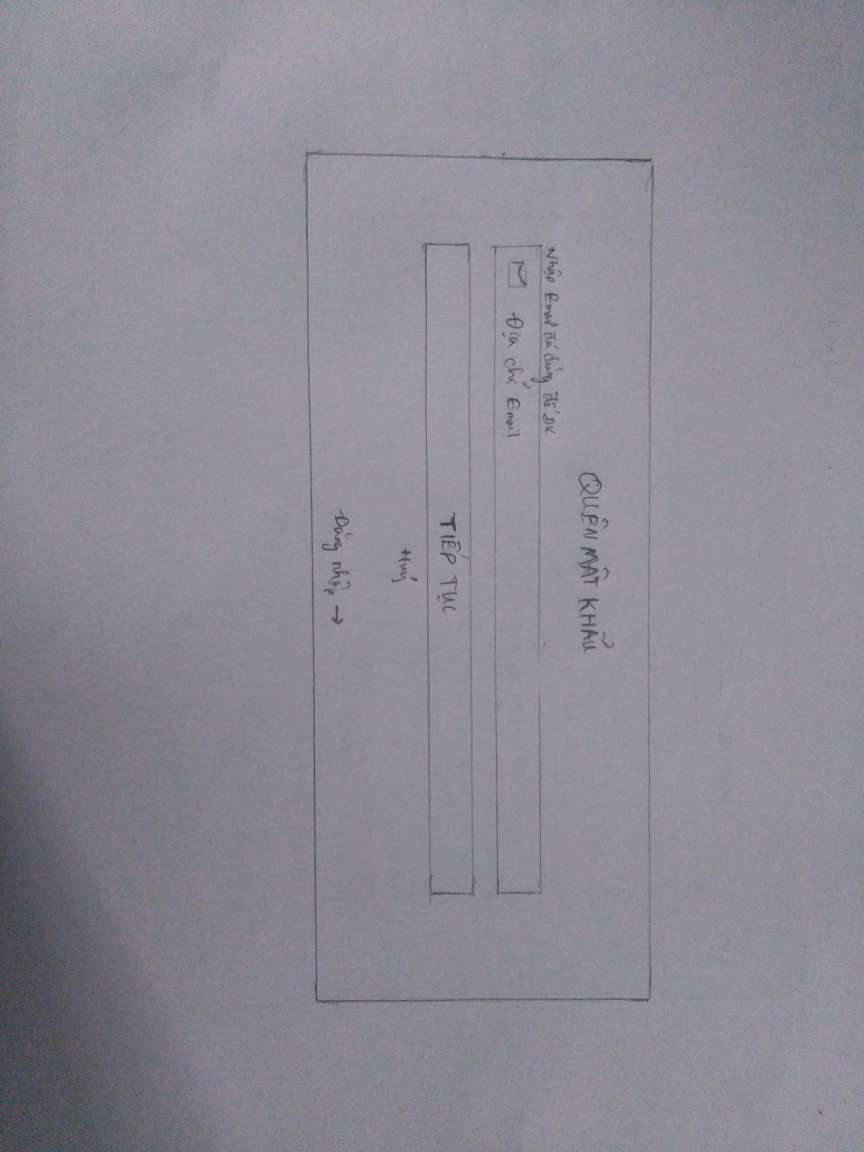 QUÊN MẬT KHẨU
Nhập Email đã dùng để ĐK
Địa chỉ Email
TIẾP TỤC
Huỷ
Đăng nhập →